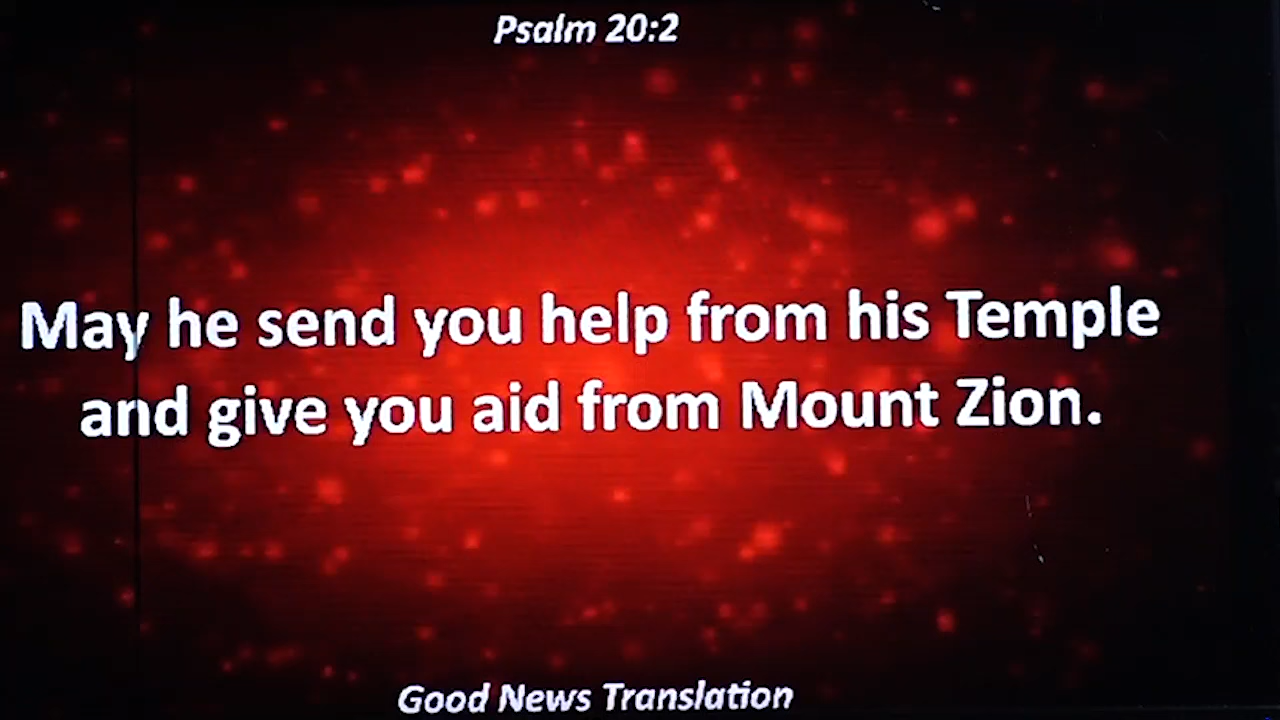 Psalm 20:2
May he send you help from his Temple
and give you aid from Mount Zion.
Good News Translation